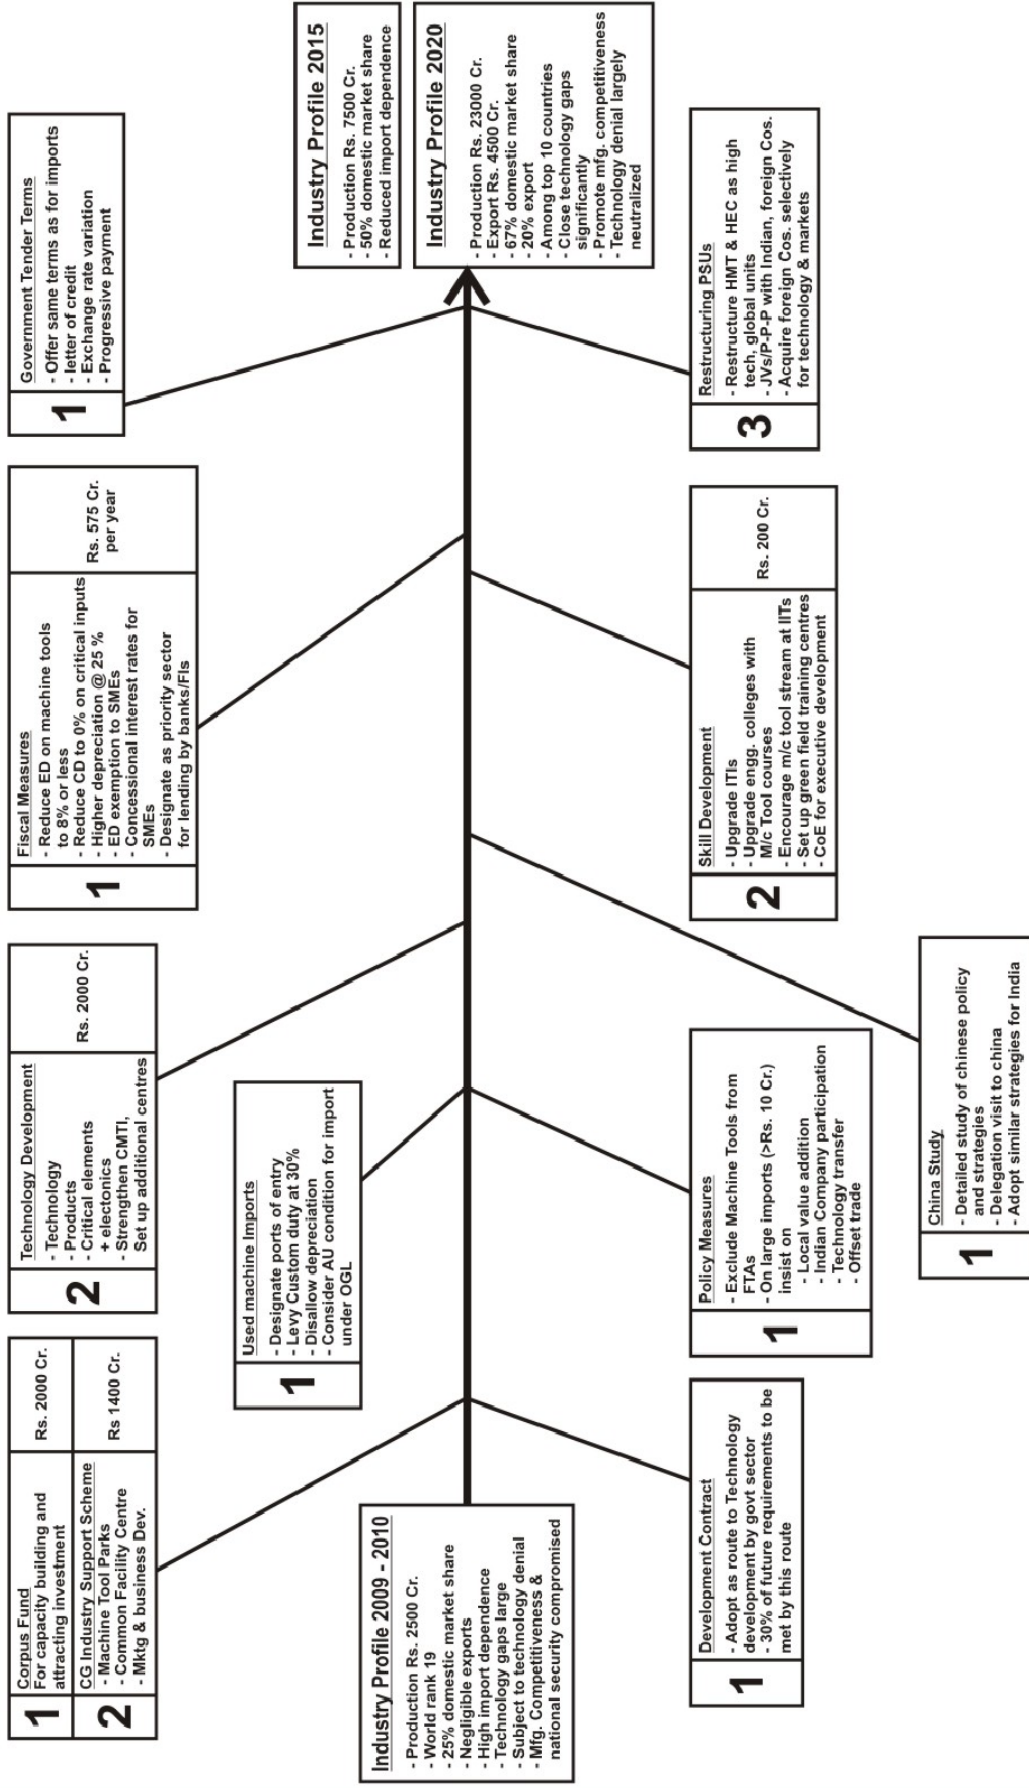 1
Corpus Fund
For capacity building and
attracting investment
Rs. 2000 Cr.
2
CG Industry Support Scheme
- Machine Tool Parks
- Common Facility Centre
- Mktg & business Dev.
Rs 1400 Cr.
2
Technology Development
- Technology
- Products
- Critical elements
+ electonics
- Strengthen CMTI,
Set up additional centres
Rs. 2000 Cr.
1
Fiscal Measures
- Reduce ED on machine tools
to 8% or less
- Reduce CD to 0% on critical inputs
- Higher depreciation @ 25 %
- ED exemption to SMEs
- Concessional interest rates for
SMEs
- Designate as priority sector
for lending by banks/FIs
Rs. 575 Cr.
per year
1
Government Tender Terms
- Offer same terms as for imports
- letter of credit
- Exchange rate variation
- Progressive payment
1
Used machine Imports
- Designate ports of entry
- Levy Custom duty at 30%
- Disallow depreciation
- Consider AU condition for import
under OGL
Industry Profile 2009 - 2010
- Production Rs. 2500 Cr.
- World rank 19
- 25% domestic market share
- Negligible exports
- High import dependence
- Technology gaps large
- Subject to technology denial
- Mfg. Competitiveness &
national security compromised
Industry Profile 2015
- Production Rs. 7500 Cr.
- 50% domestic market share
- Reduced import dependence
Industry Profile 2020
- Production Rs. 23000 Cr.
- Export Rs. 4500 Cr.
- 67% domestic market share
- 20% export
- Among top 10 countries
- Close technology gaps
significantly
- Promote mfg. competitiveness
- Technology denial largely
neutralized
1
Development Contract
- Adopt as route to Technology
development by govt sector
- 30% of future requirements to be
met by this route
1
Policy Measures
- Exclude Machine Tools from
FTAs
- On large imports (>Rs. 10 Cr.)
insist on
- Local value addition
- Indian Company participation
- Technology transfer
- Offset trade
2
Skill Development
- Upgrade ITIs
- Upgrade engg. colleges with
M/c Tool courses
- Encourage m/c tool stream at IITs
- Set up green field training centres
- CoE for executive development
Rs. 200 Cr.
3
Restructuring PSUs
- Restructure HMT & HEC as high
tech, global units
- JVs/P-P-P with Indian, foreign Cos.
- Acquire foreign Cos. selectively
for technology & markets
1
China Study
- Detailed study of chinese policy
and strategies
- Delegation visit to china
- Adopt similar strategies for India